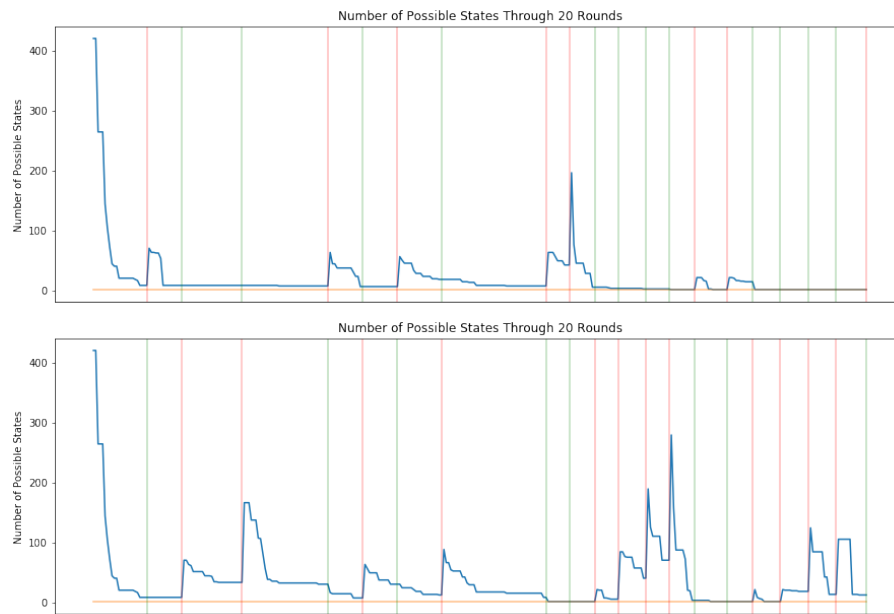 Number of Possible States Through 20 Rounds
400
300
200
100
0
Number of Possible States
Number of Possible States Through 20 Rounds
400
300
200
100
0
Number of Possible States